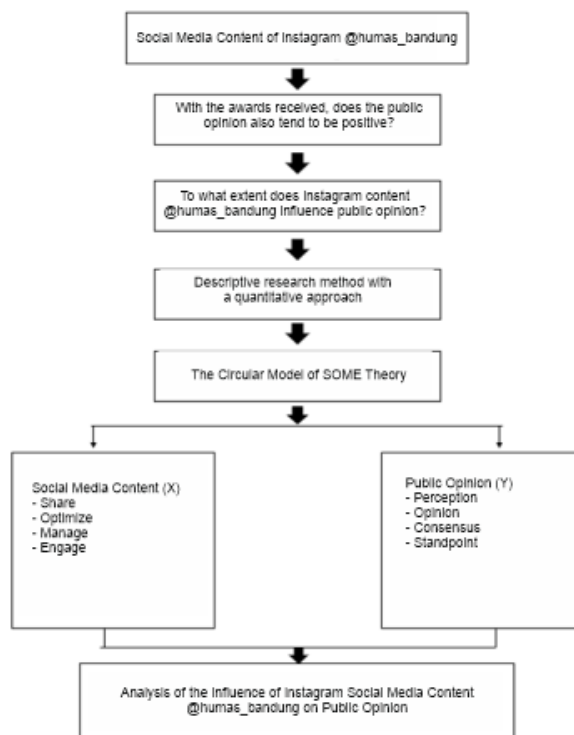 Social Media Content of Instagram @humas_bandung
With the awards received, does the public
opinion also tend to be positive?
To what extent does Instagram content
@humas_bandung influence public opinion?
Descriptive research method with
a quantitative approach
The Circular Model of SOME Theory
Social Media Content (X)
- Share
- Optimize
- Manage
- Engage
Public Opinion (Y)
- Perception
- Opinion
- Consensus
- Standpoint
Analysis of the Influence of Instagram Social Media Content
@humas_bandung on Public Opinion